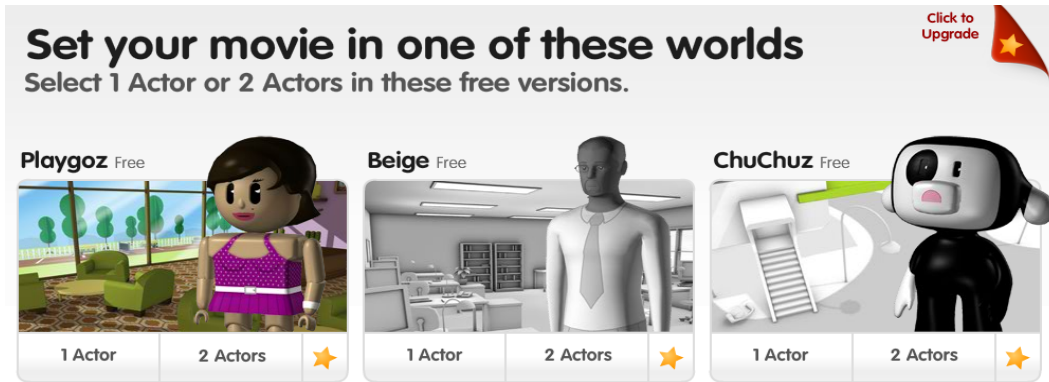 Click to
Upgrade
Set your movie in one of these worlds
Select 1 Actor or 2 Actors in these free versions.
Playgoz Free
Beige Free
ChuChuz Free
1 Actor
2 Actors
1 Actor
2 Actors
1 Actor
2 Actors